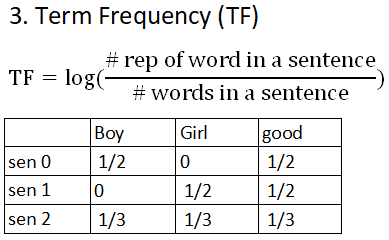 3. Term Frequency (TF)
TF = log(# rep of word in a sentence / # words in a sentence)
Boy Girl good
sen 0 1/2 0 1/2
sen 1 0 1/2 1/2
sen 2 1/3 1/3 1/3